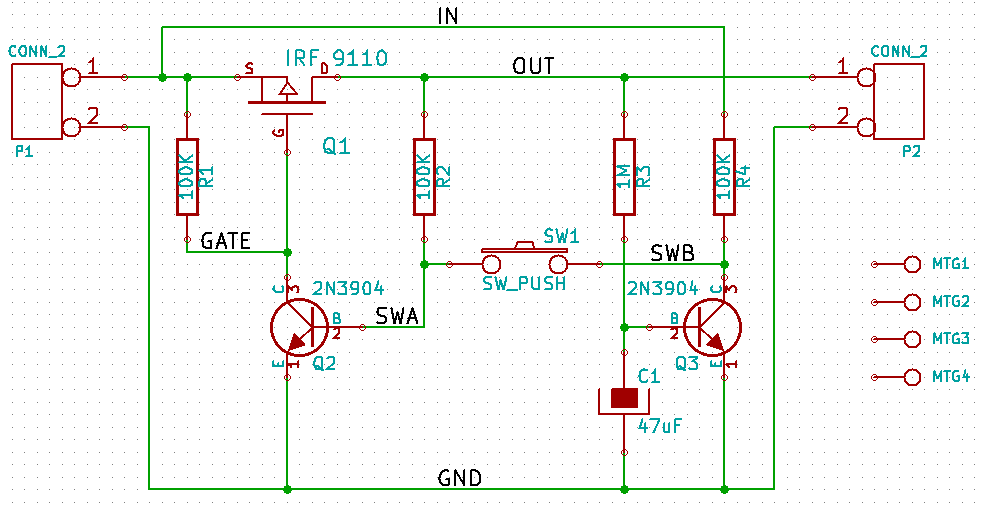 IN
CONN_2
IRF 9110
CONN_2
1
S
D
OUT
1
2
G
2
P1
Q1
P2
100K
R1
100K
R2
1M
R3
100K
R4
GATE
SW1
SWB
MTG1
SW_PUSH
C
3
2N3904
2N3904
C
3
MTG2
SWA
B
2
B
2
MTG3
E
1
Q2
Q3
E
1
C1
MTG4
47uF
GND